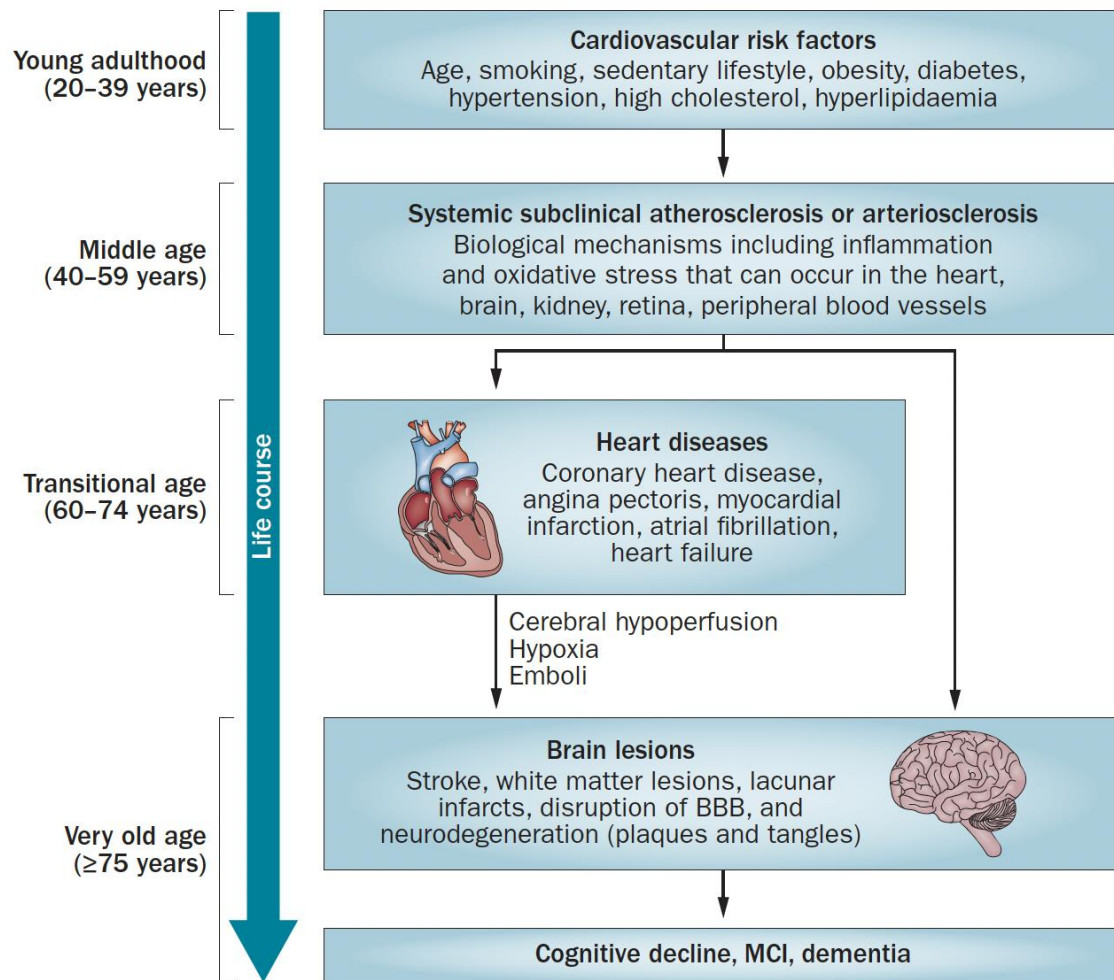 Young adulthood
(20–39 years)
Cardiovascular risk factors
Age, smoking, sedentary lifestyle, obesity, diabetes,
hypertension, high cholesterol, hyperlipidaemia
Middle age
(40–59 years)
Systemic subclinical atherosclerosis or arteriosclerosis
Biological mechanisms including inflammation
and oxidative stress that can occur in the heart,
brain, kidney, retina, peripheral blood vessels
Life course
Transitional age
(60–74 years)
Heart diseases
Coronary heart disease,
angina pectoris, myocardial
infarction, atrial fibrillation,
heart failure
Cerebral hypoperfusion
Hypoxia
Emboli
Very old age
(≥75 years)
Brain lesions
Stroke, white matter lesions, lacunar
infarcts, disruption of BBB, and
neurodegeneration (plaques and tangles)
Cognitive decline, MCI, dementia